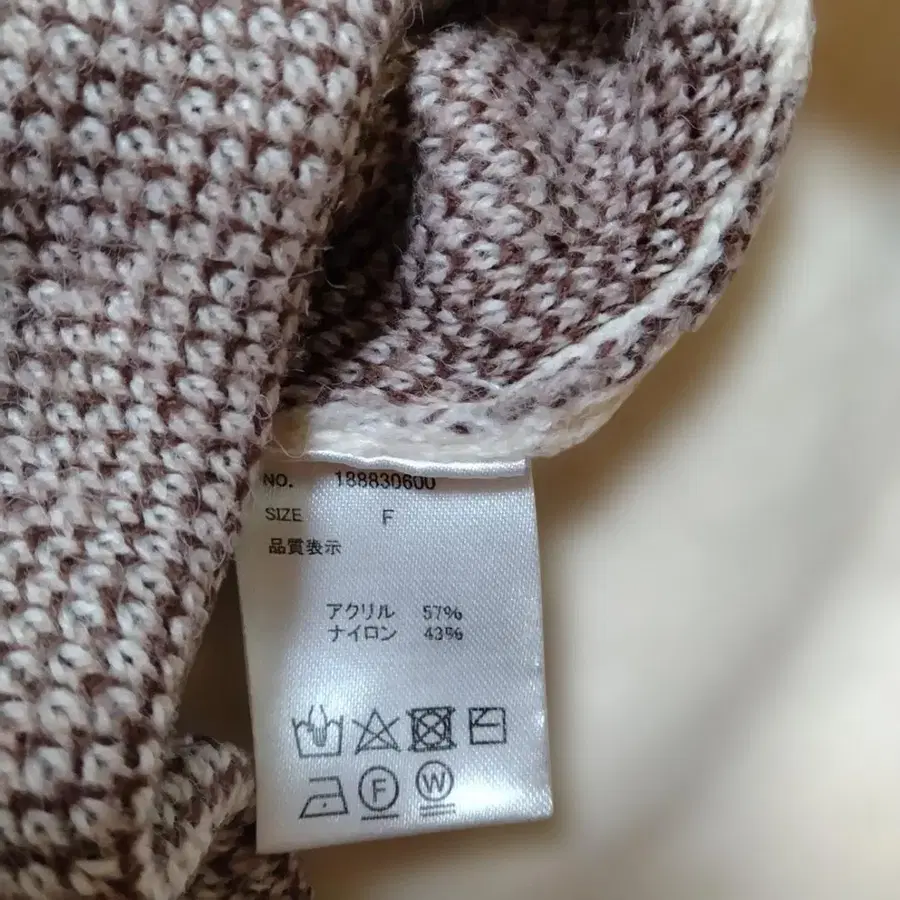 NO. 188830600
SIZE F
品質表示
アクリル 57%
ナイロン 43%
F W